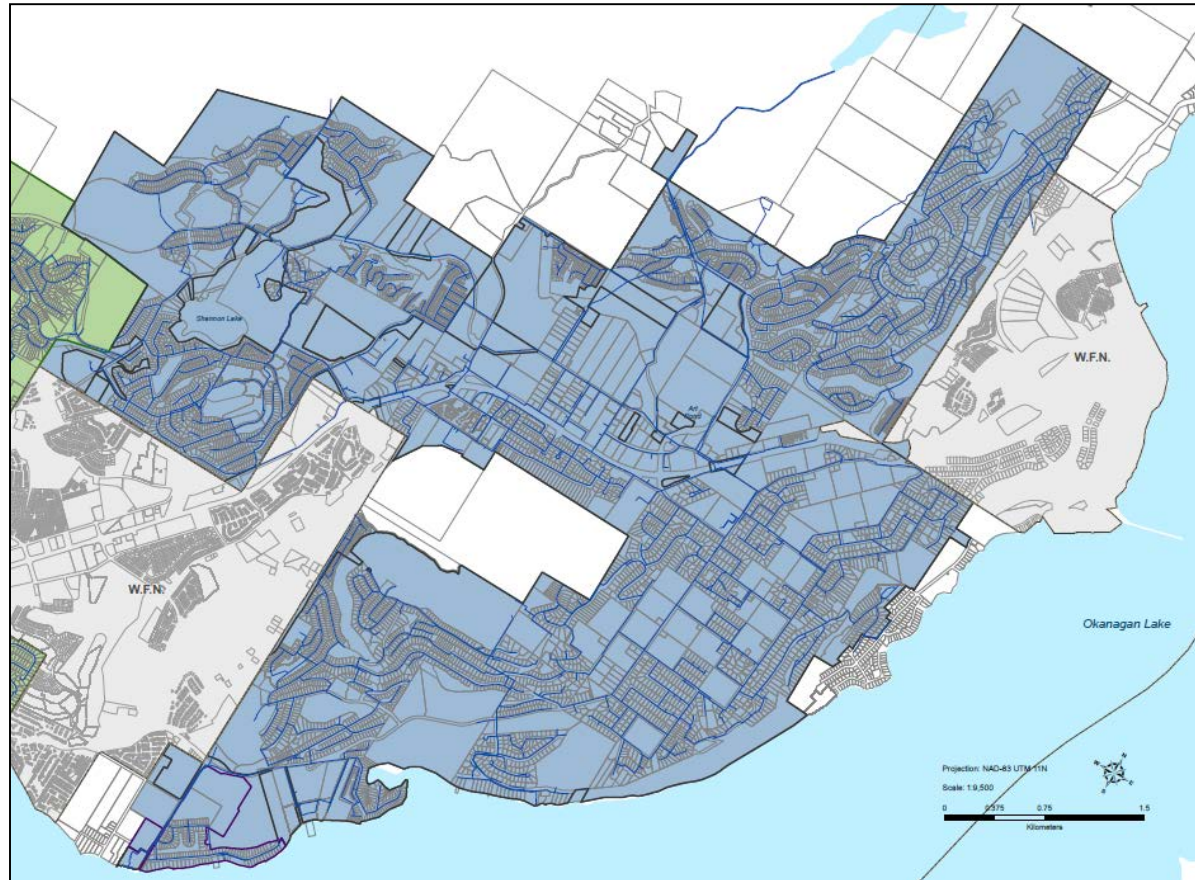 Shannon Lake
W.F.N.
W.F.N.
Okanagan Lake
Projection: NAD-83 UTM 11N
Scale: 1:9,500
0 0.375 0.75 1.5
Kilometers